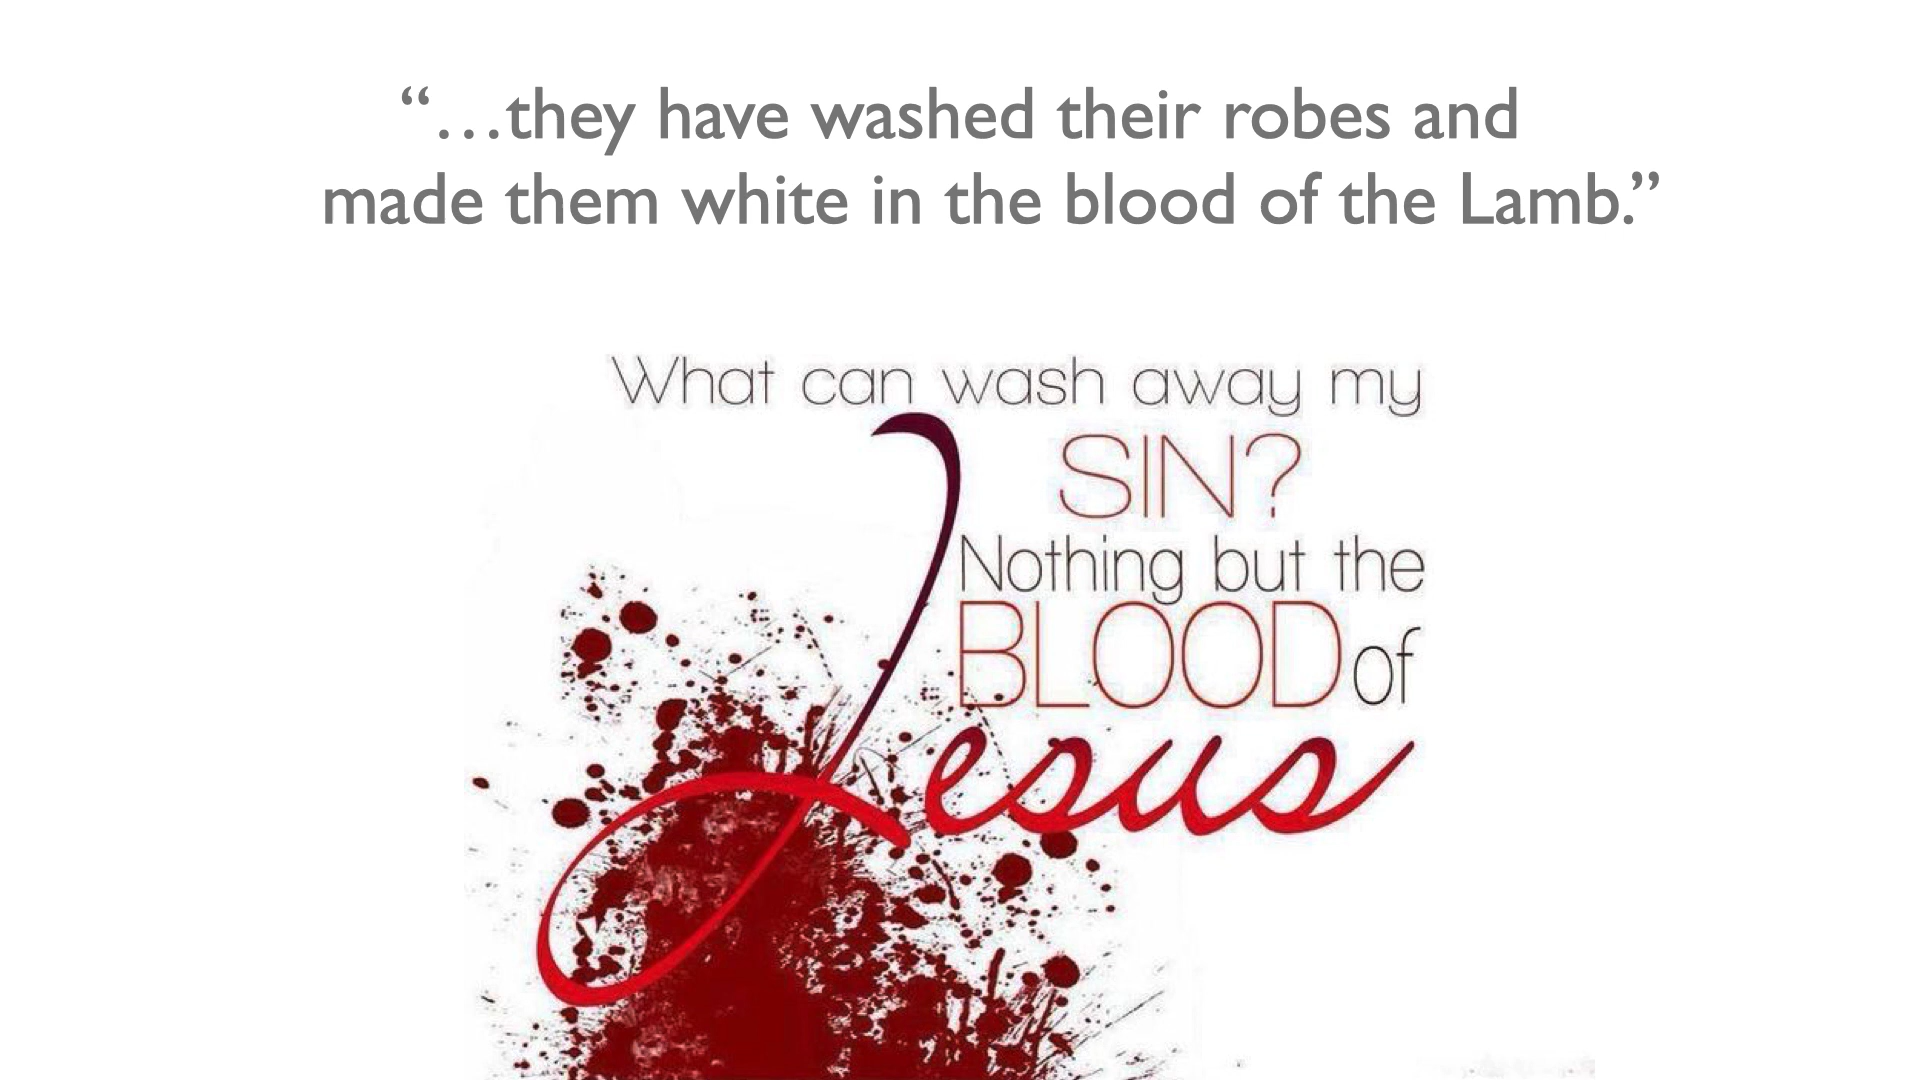 “…they have washed their robes and
made them white in the blood of the Lamb.”
What can wash away my
SIN?
Nothing but the
BLOOD of
Jesus